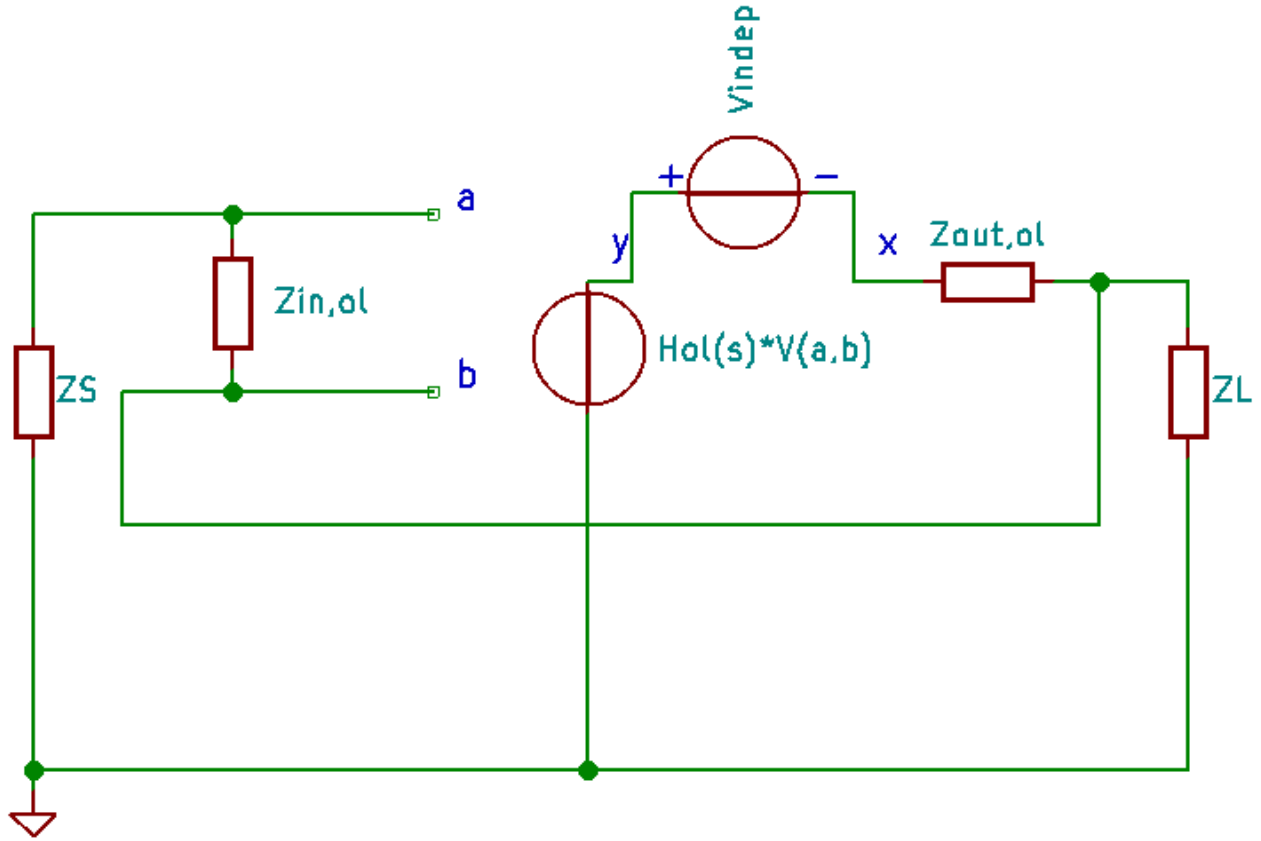 Vindep
+
−
a
y
x
Zout,ol
Zin,ol
Hol(s)*V(a,b)
b
ZS
ZL